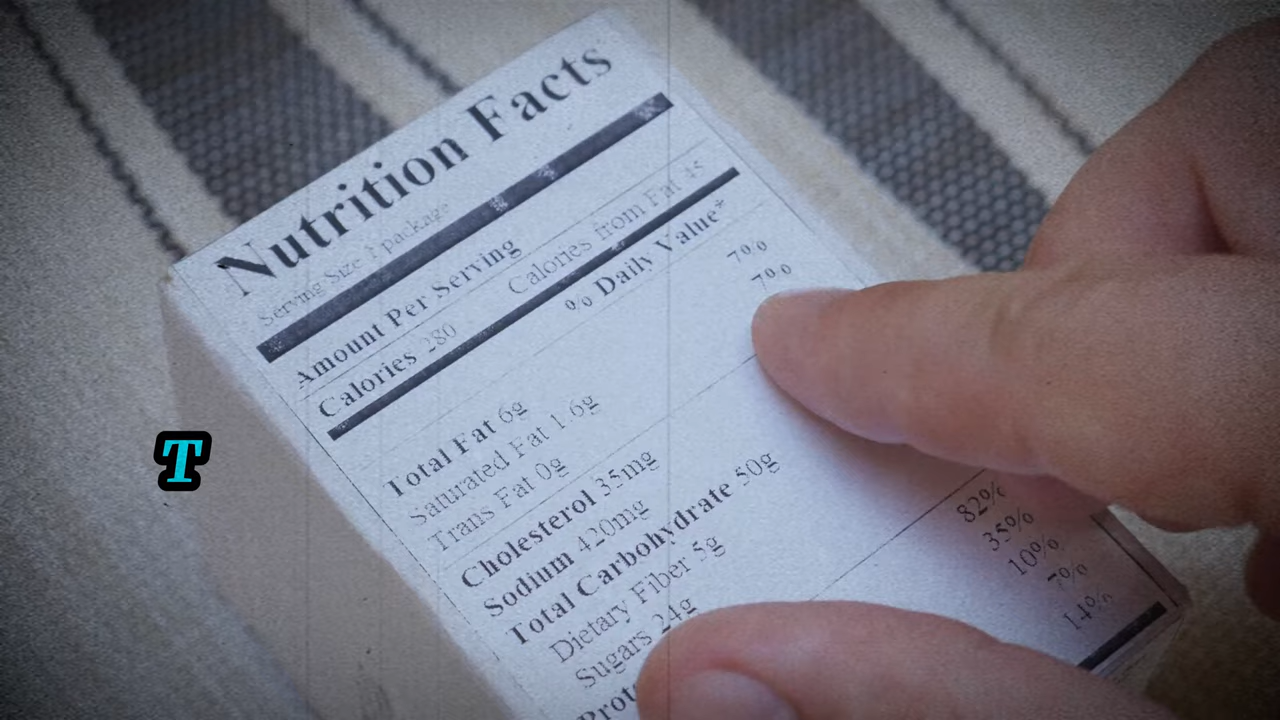 Nutrition Facts
Serving Size 1 package
Amount Per Serving
Calories 280 Calories from Fat 45
% Daily Value*
Total Fat 6g 7%
Saturated Fat 1.6g 7%
Trans Fat 0g
Cholesterol 35mg
Sodium 420mg
Total Carbohydrate 50g
Dietary Fiber 5g
Sugars 24g
82%
35%
10%
7%
14%
T